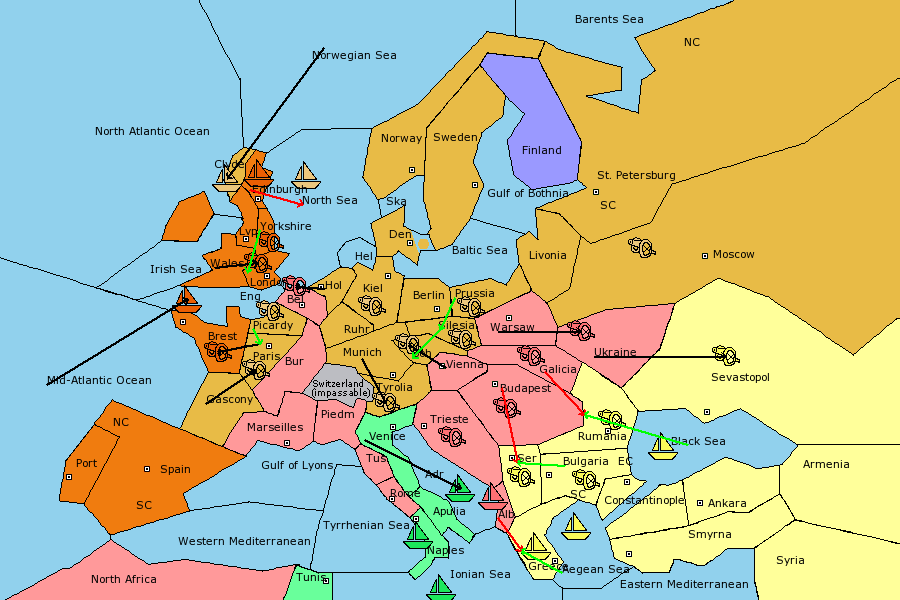 Barents Sea
NC
Norwegian Sea
North Atlantic Ocean
Norway
Sweden
Finland
Clyde
St. Petersburg
Edinburgh
Gulf of Bothnia
North Sea
Ska
SC
Yorkshire
Lvp
Den
Baltic Sea
Livonia
Moscow
Hel
Irish Sea
Wales
London
Hol
Kiel
Berlin
Prussia
Eng
Bel
Picardy
Silesia
Warsaw
Ruhr
Brest
Paris
Munich
Boh
Ukraine
Bur
Vienna
Galicia
Sevastopol
Mid-Atlantic Ocean
Switzerland
(impassable)
Tyrolia
Budapest
Gascony
NC
Piedm
Marseilles
Trieste
Venice
Rumania
Black Sea
Port
Spain
Gulf of Lyons
Tus
Adr
Ser
Bulgaria
EC
Armenia
SC
Rome
SC
Constantinople
Ankara
Apulia
Alb
Tyrrhenian Sea
Smyrna
Western Mediterranean
Naples
Syria
North Africa
Tunis
Ionian Sea
Greece
Aegean Sea
Eastern Mediterranean